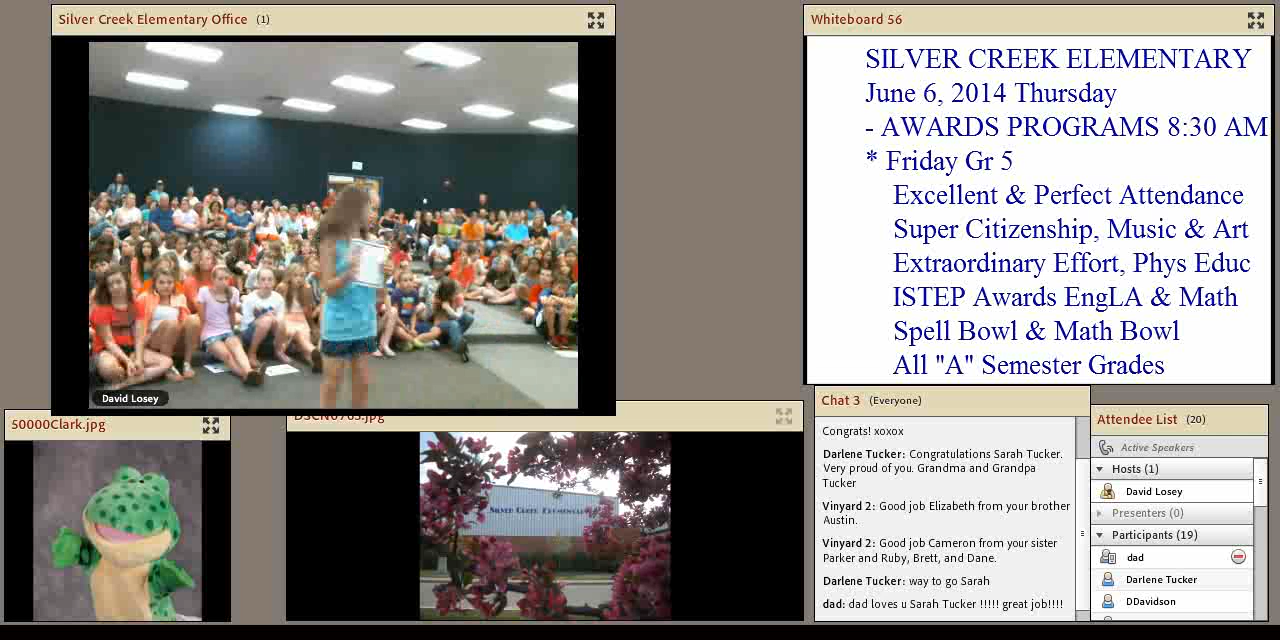 Silver Creek Elementary Office (1)
David Losey
Whiteboard 56
SILVER CREEK ELEMENTARY
June 6, 2014 Thursday
- AWARDS PROGRAMS 8:30 AM
* Friday Gr 5
Excellent & Perfect Attendance
Super Citizenship, Music & Art
Extraordinary Effort, Phys Educ
ISTEP Awards EngLA & Math
Spell Bowl & Math Bowl
All "A" Semester Grades
50000Clark.jpg
SILVER CREEK ELEMENTARY
Chat 3 (Everyone)
Congrats! xoxox
Darlene Tucker: Congratulations Sarah Tucker.
Very proud of you. Grandma and Grandpa
Tucker
Vinyard 2: Good job Elizabeth from your brother
Austin.
Vinyard 2: Good job Cameron from your sister
Parker and Ruby, Brett, and Dane.
Darlene Tucker: way to go Sarah
dad: dad loves u Sarah Tucker !!!!! great job!!!!
Attendee List (20)
Active Speakers
Hosts (1)
David Losey
Presenters (0)
Participants (19)
dad
Darlene Tucker
DDavidson